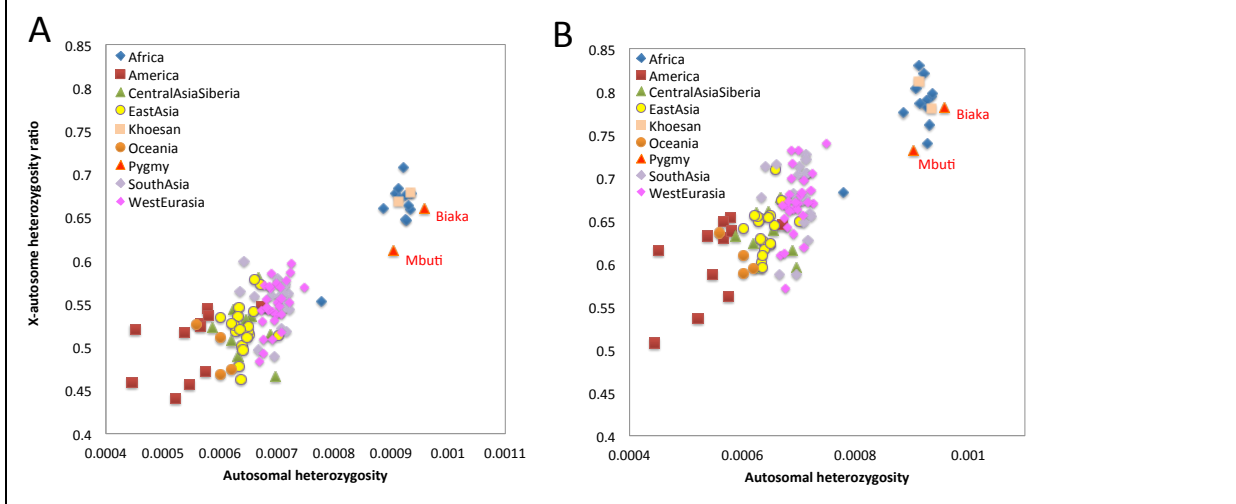 A
X-autosome heterozygosity ratio
0.85
0.8
0.75
0.7
0.65
0.6
0.55
0.5
0.45
0.4
Africa
America
CentralAsiaSiberia
EastAsia
Khoesan
Oceania
Pygmy
SouthAsia
WestEurasia
Biaka
Mbuti
0.0004 0.0005 0.0006 0.0007 0.0008 0.0009 0.001 0.0011
Autosomal heterozygosity
B
0.85
0.8
0.75
0.7
0.65
0.6
0.55
0.5
0.45
0.4
Africa
America
CentralAsiaSiberia
EastAsia
Khoesan
Oceania
Pygmy
SouthAsia
WestEurasia
Biaka
Mbuti
0.0004 0.0006 0.0008 0.001
Autosomal heterozygosity